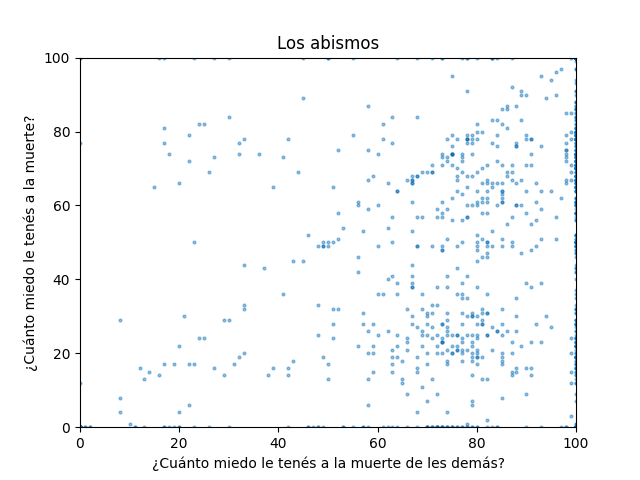 Los abismos
100
80
60
40
20
0
¿Cuánto miedo le tenés a la muerte?
0 20 40 60 80 100
¿Cuánto miedo le tenés a la muerte de les demás?